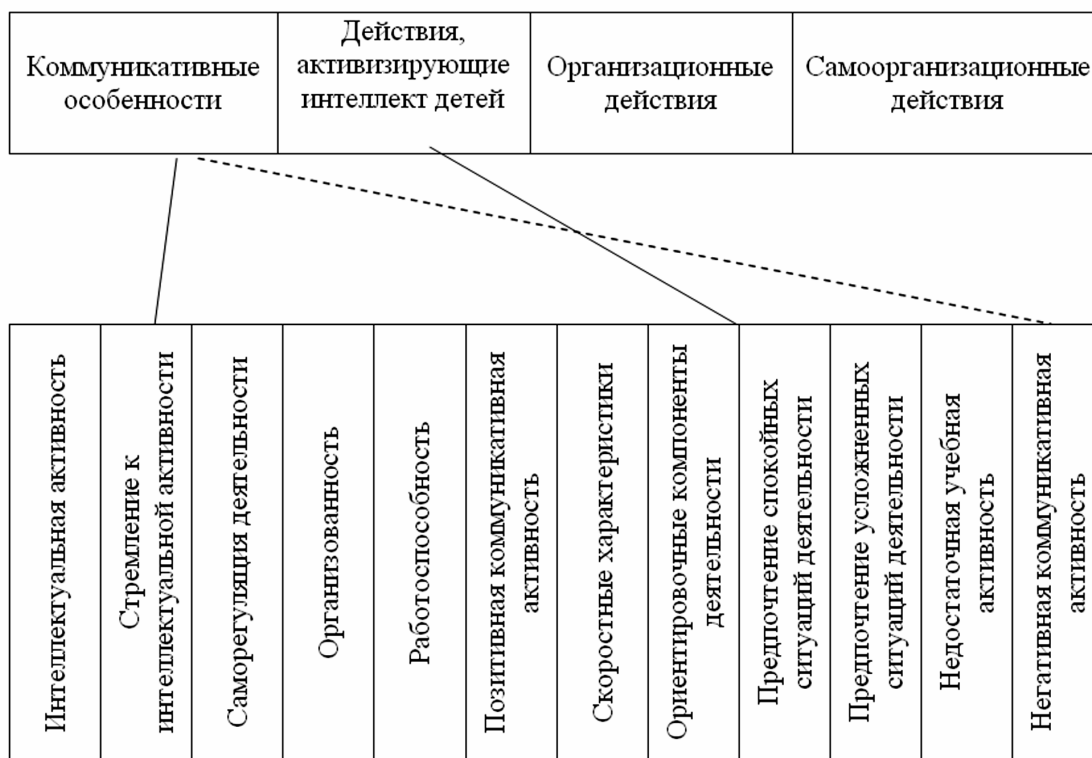 Коммуникативные
особенности
Действия,
активизирующие
интеллект детей
Организационные
действия
Самоорганизационные
действия
Интеллектуальная активность
Стремление к
интеллектуальной активности
Саморегуляция деятельности
Организованность
Работоспособность
Позитивная коммуникативная
активность
Скоростные характеристики
Ориентировочные компоненты
деятельности
Предпочтение спокойных
ситуаций деятельности
Предпочтение усложненных
ситуаций деятельности
Недостаточная учебная
активность
Негативная коммуникативная
активность